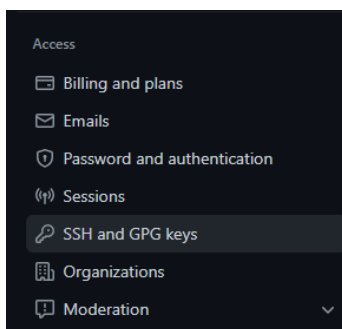 Access
Billing and plans
Emails
Password and authentication
Sessions
SSH and GPG keys
Organizations
Moderation